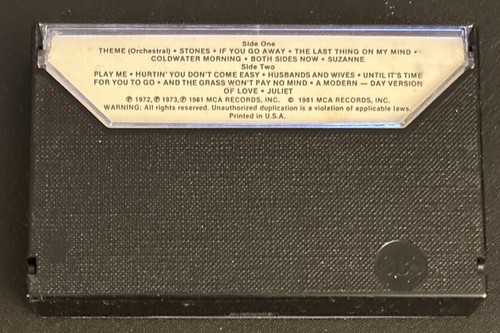 Side One
THEME (Orchestral) • STONES • IF YOU GO AWAY • THE LAST THING ON MY MIND •
COLDWATER MORNING • BOTH SIDES NOW • SUZANNE
Side Two
PLAY ME • HURTIN' YOU DON'T COME EASY • HUSBANDS AND WIVES • UNTIL IT'S TIME
FOR YOU TO GO • AND THE GRASS WON'T PAY NO MIND • A MODERN — DAY VERSION
OF LOVE • JULIET
℗ 1972, ℗ 1973, ℗ 1981 MCA RECORDS, INC. © 1981 MCA RECORDS, INC.
WARNING: All rights reserved. Unauthorized duplication is a violation of applicable laws.
Printed in U.S.A.